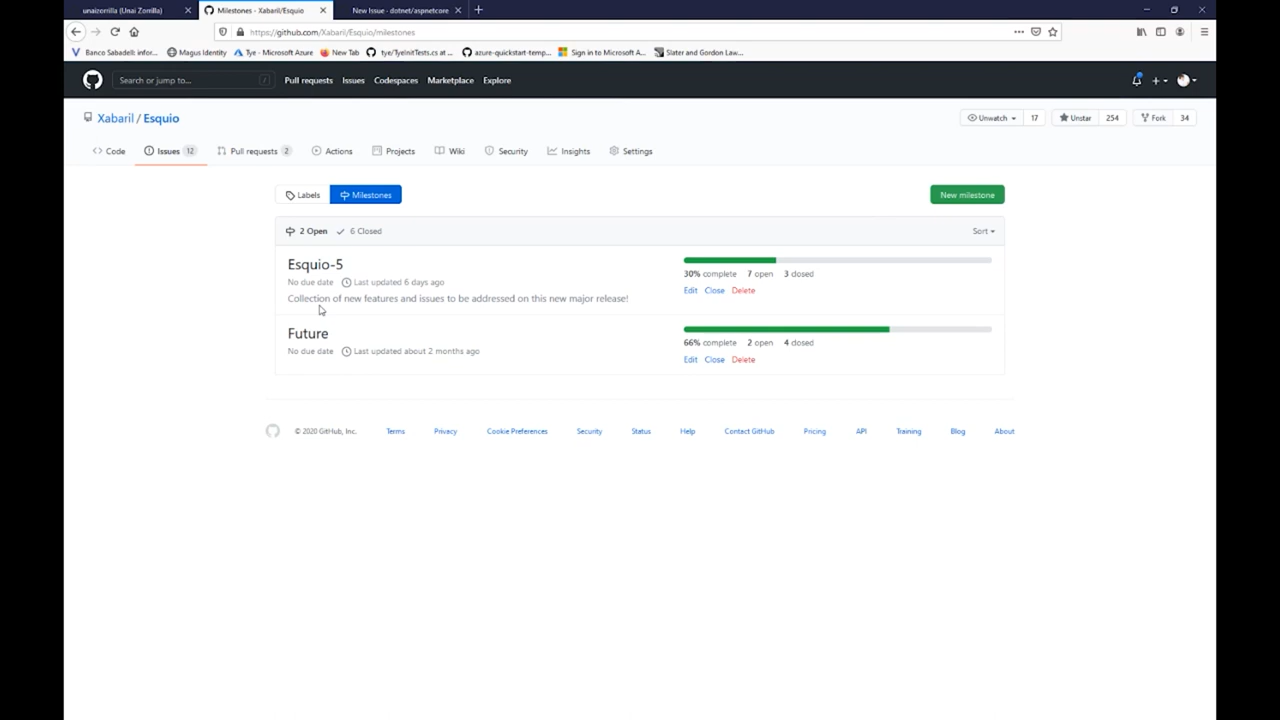 unaizorrilla (Unai Zorrilla) Milestones - Xabaril/Esquio New Issue - dotnet/aspnetcore
https://github.com/Xabaril/Esquio/milestones
Banco Sabadell: infor... Magus Identity Tye - Microsoft Azure New Tab tye/TyeInitTests.cs at ... azure-quickstart-temp... Sign in to Microsoft A... Slater and Gordon Law...
Search or jump to... / Pull requests Issues Codespaces Marketplace Explore
Xabaril / Esquio Unwatch 17 Unstar 254 Fork 34
Code Issues 12 Pull requests 2 Actions Projects Wiki Security Insights Settings
Labels Milestones New milestone
2 Open 6 Closed Sort
Esquio-5
No due date Last updated 6 days ago
Collection of new features and issues to be addressed on this new major release!
30% complete 7 open 3 closed
Edit Close Delete
Future
No due date Last updated about 2 months ago
66% complete 2 open 4 closed
Edit Close Delete
© 2020 GitHub, Inc. Terms Privacy Cookie Preferences Security Status Help Contact GitHub Pricing API Training Blog About